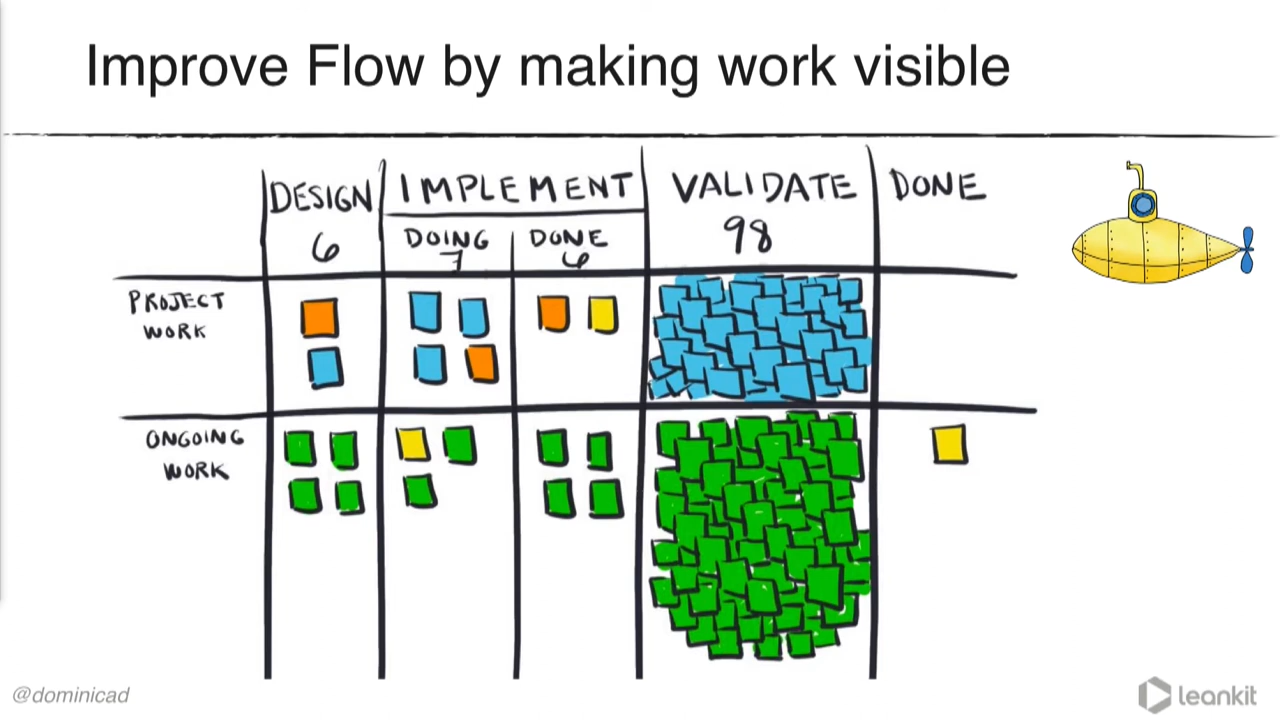 Improve Flow by making work visible
DESIGN
IMPLEMENT
VALIDATE
DONE
6
DOING
DONE
98
7
6
PROJECT
WORK
ONGOING
WORK
@dominicad
leankit